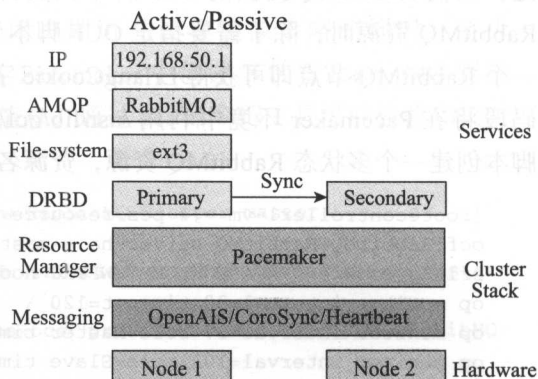 Active/Passive
IP 192.168.50.1
AMQP RabbitMQ
File-system ext3
Services
DRBD Primary Sync Secondary
Resource
Manager
Pacemaker
Cluster
Stack
Messaging OpenAIS/CoroSync/Heartbeat
Node 1 Node 2 Hardware